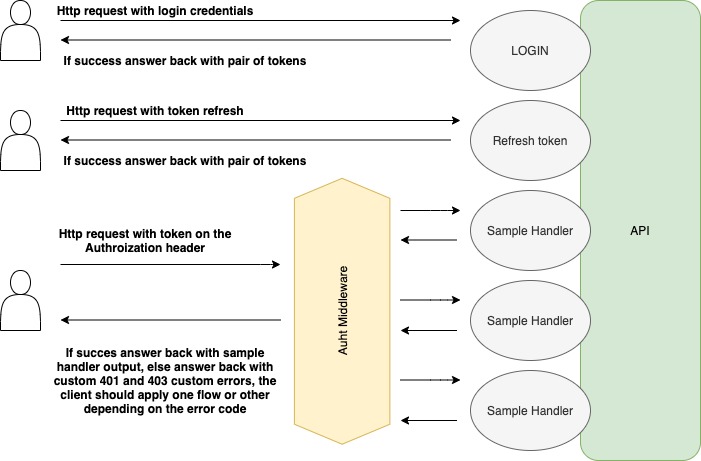 Http request with login credentials
If success answer back with pair of tokens
LOGIN
Http request with token refresh
If success answer back with pair of tokens
Refresh token
Http request with token on the
Authroization header
If succes answer back with sample
handler output, else answer back with
custom 401 and 403 custom errors, the
client should apply one flow or other
depending on the error code
Auht Middleware
Sample Handler
Sample Handler
Sample Handler
API